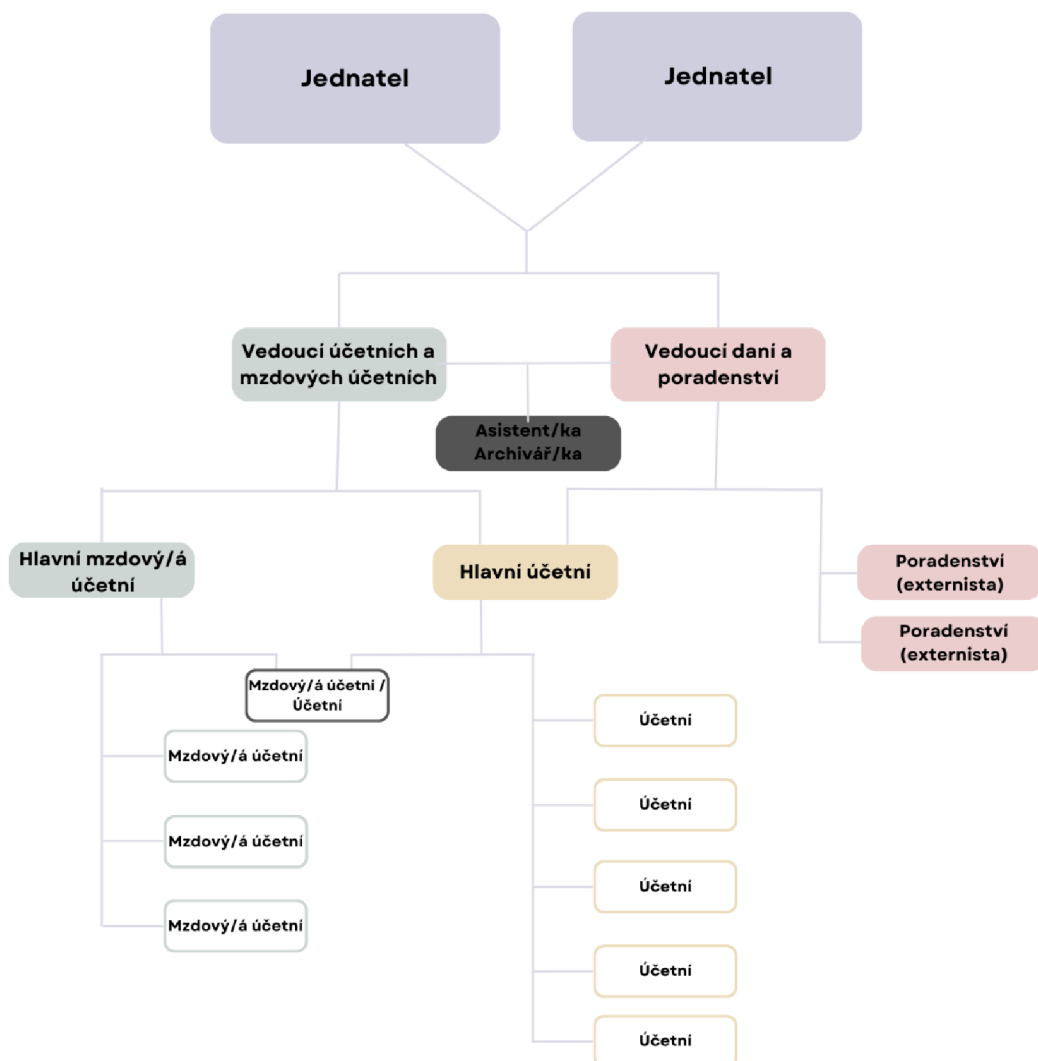 Jednatel
Jednatel
Vedoucí účetních a
mzdových účetních
Vedoucí daní a
poradenství
Asistent/ka
Archivář/ka
Hlavní mzdový/á
účetní
Hlavní účetní
Poradenství
(externista)
Poradenství
(externista)
Mzdový/á účetní /
Účetní
Mzdový/á účetní
Mzdový/á účetní
Mzdový/á účetní
Účetní
Účetní
Účetní
Účetní
Účetní